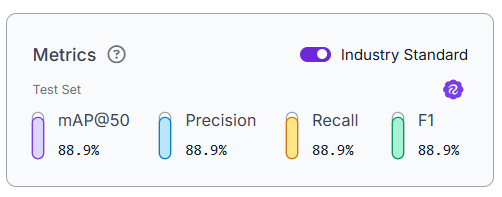 Metrics ? Industry Standard
Test Set
mAP@50 Precision Recall F1
88.9% 88.9% 88.9% 88.9%